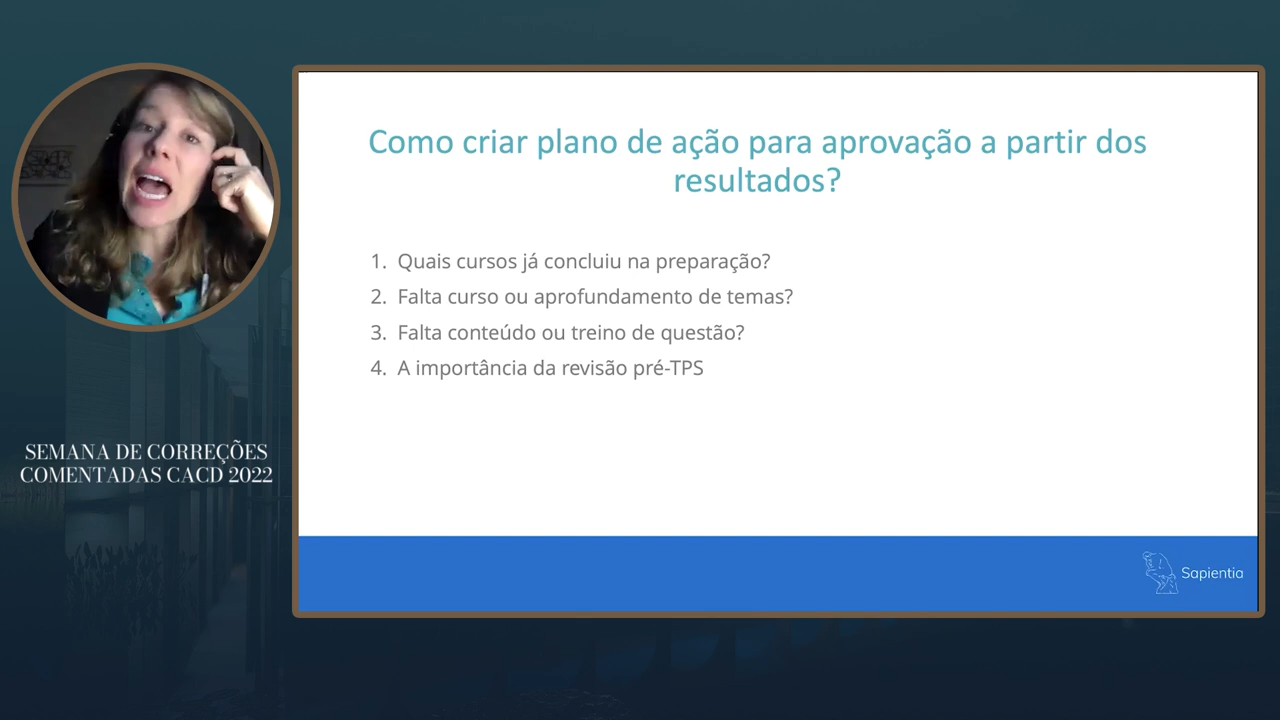 Como criar plano de ação para aprovação a partir dos
resultados?
1. Quais cursos já concluiu na preparação?
2. Falta curso ou aprofundamento de temas?
3. Falta conteúdo ou treino de questão?
4. A importância da revisão pré-TPS
SEMANA DE CORREÇÕES
COMENTADAS CACD 2022
Sapientia